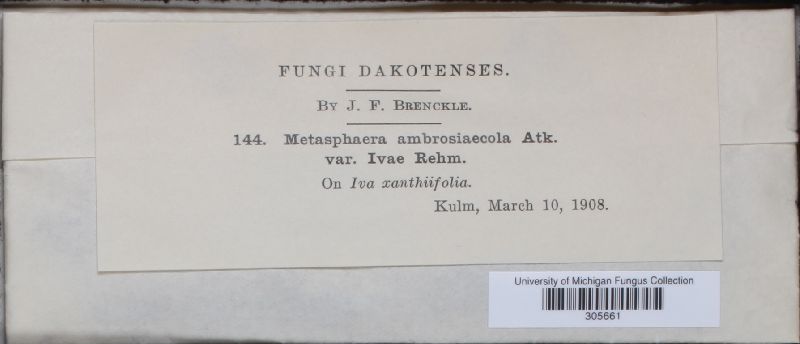 FUNGI DAKOTENSES.
By J. F. Brenckle.
144. Metasphaera ambrosiaecola Atk.
var. Ivae Rehm.
On Iva xanthiifolia.
Kulm, March 10, 1908.
University of Michigan Fungus Collection
305661